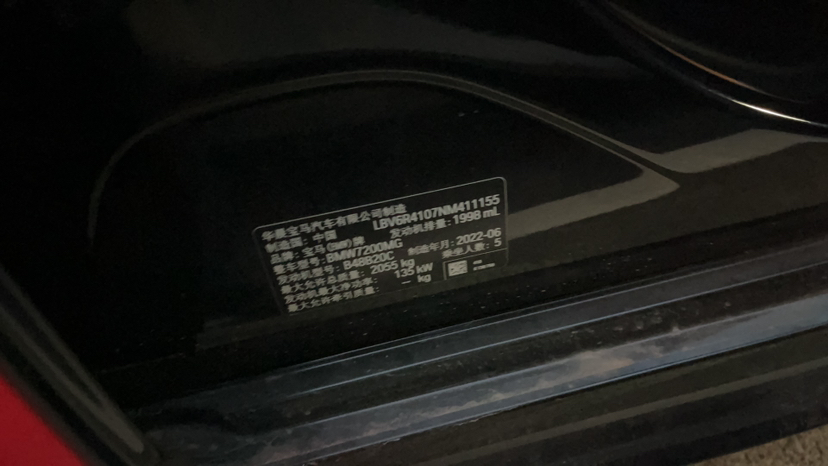 华晨宝马汽车有限公司制造
制造国: 中国 LBV6R4107NM411155
品牌: 宝马(BMW)牌 发动机排量: 1998 mL
整车型号: BMW7200MG 制造年月: 2022-06
发动机型号: B48B20C 乘坐人数: 5
最大允许总质量: 2055 kg
发动机最大净功率: 135 kW
最大允许牵引质量: — kg